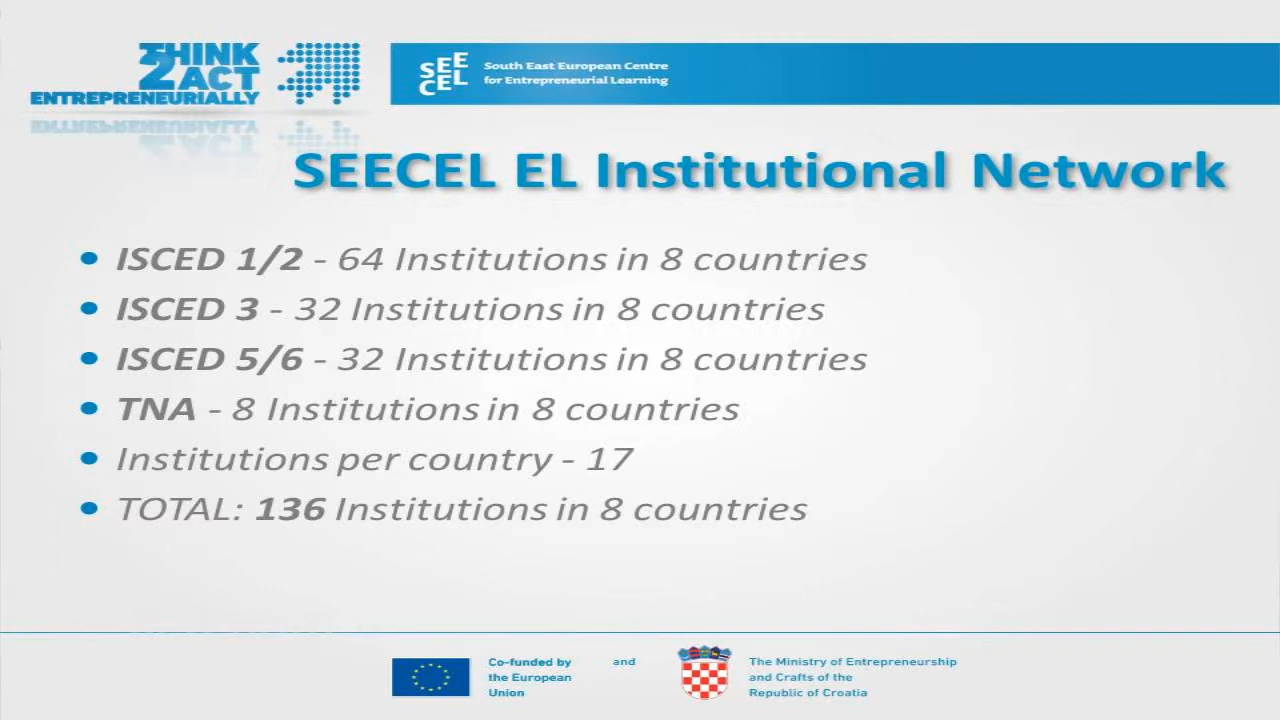 THINK
2 ACT
ENTREPRENEURIALLY
SEE
CEL
South East European Centre
for Entrepreneurial Learning
SEECEL EL Institutional Network
• ISCED 1/2 - 64 Institutions in 8 countries
• ISCED 3 - 32 Institutions in 8 countries
• ISCED 5/6 - 32 Institutions in 8 countries
• TNA - 8 Institutions in 8 countries
• Institutions per country - 17
• TOTAL: 136 Institutions in 8 countries
Co-funded by
the European
Union
and
The Ministry of Entrepreneurship
and Crafts of the
Republic of Croatia